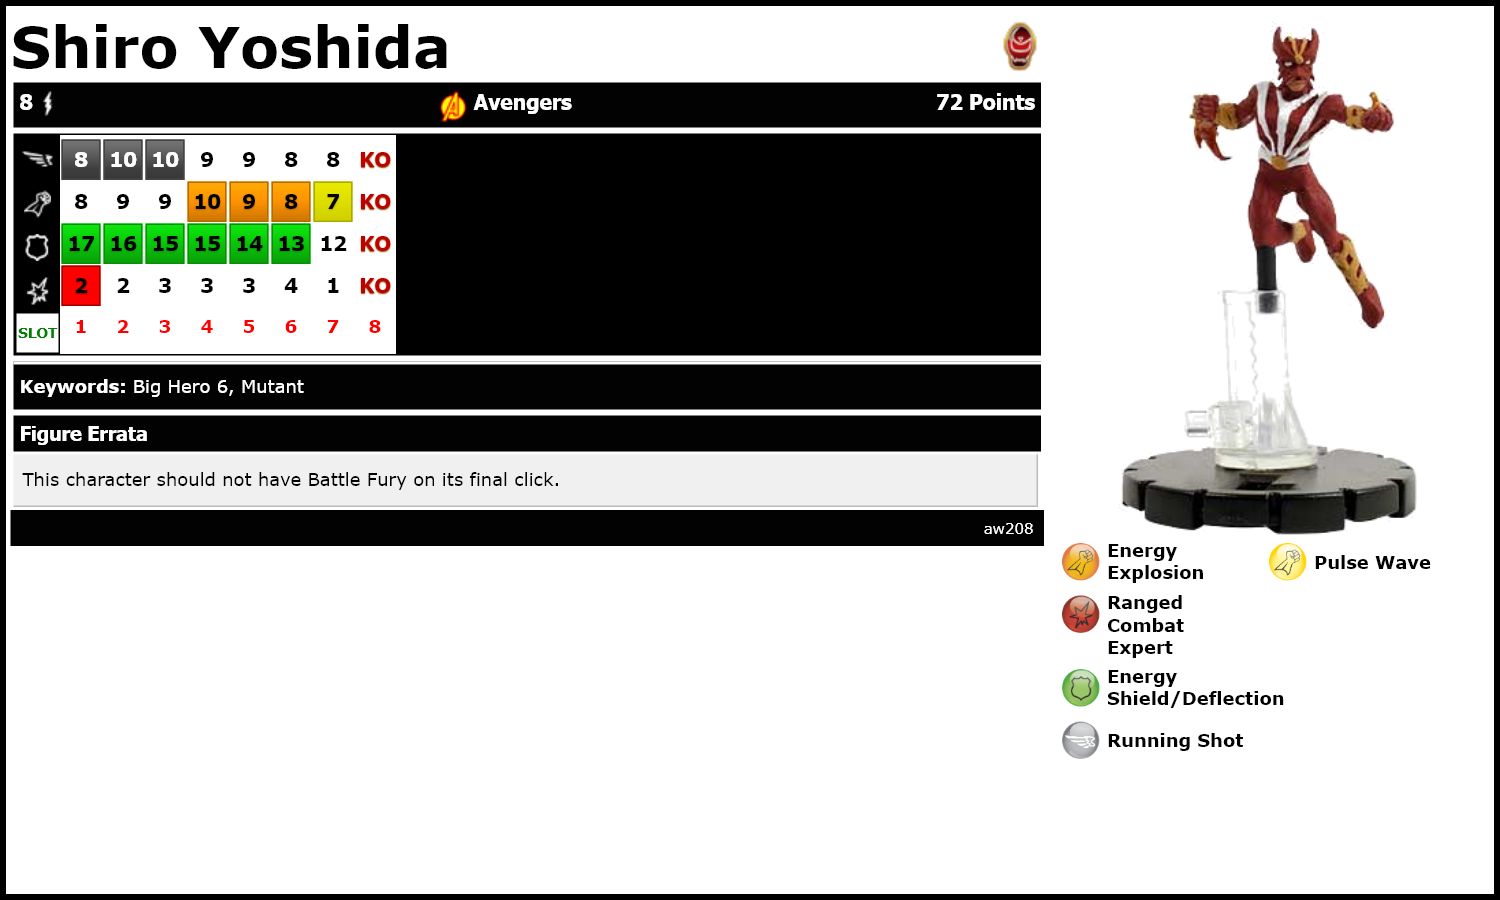 Shiro Yoshida
8 Avengers 72 Points
8 10 10 9 9 8 8 KO
8 9 9 10 9 8 7 KO
17 16 15 15 14 13 12 KO
2 2 3 3 3 4 1 KO
SLOT 1 2 3 4 5 6 7 8
Keywords: Big Hero 6, Mutant
Figure Errata
This character should not have Battle Fury on its final click.
aw208
Energy
Explosion
Pulse Wave
Ranged
Combat
Expert
Energy
Shield/Deflection
Running Shot